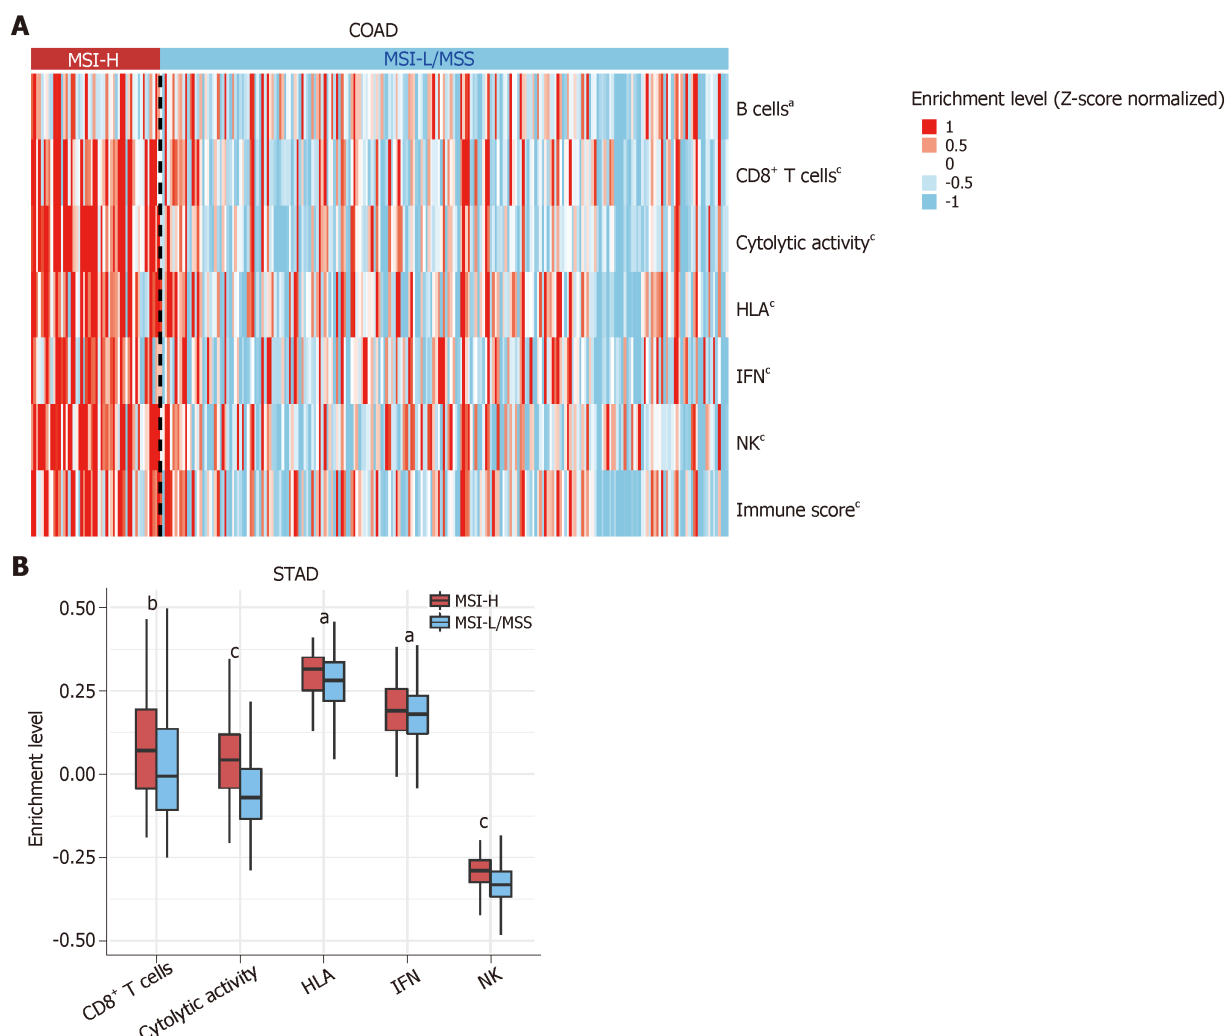 A
COAD
MSI-H
MSI-L/MSS
B cellsᵃ
CD8⁺ T cellsᶜ
Cytolytic activityᶜ
HLAᶜ
IFNᶜ
NKᶜ
Immune scoreᶜ
Enrichment level (Z-score normalized)
1
0.5
0
-0.5
-1
B
STAD
MSI-H
MSI-L/MSS
Enrichment level
0.50
0.25
0.00
-0.25
-0.50
b
c
a
a
c
CD8⁺ T cells
Cytolytic activity
HLA
IFN
NK